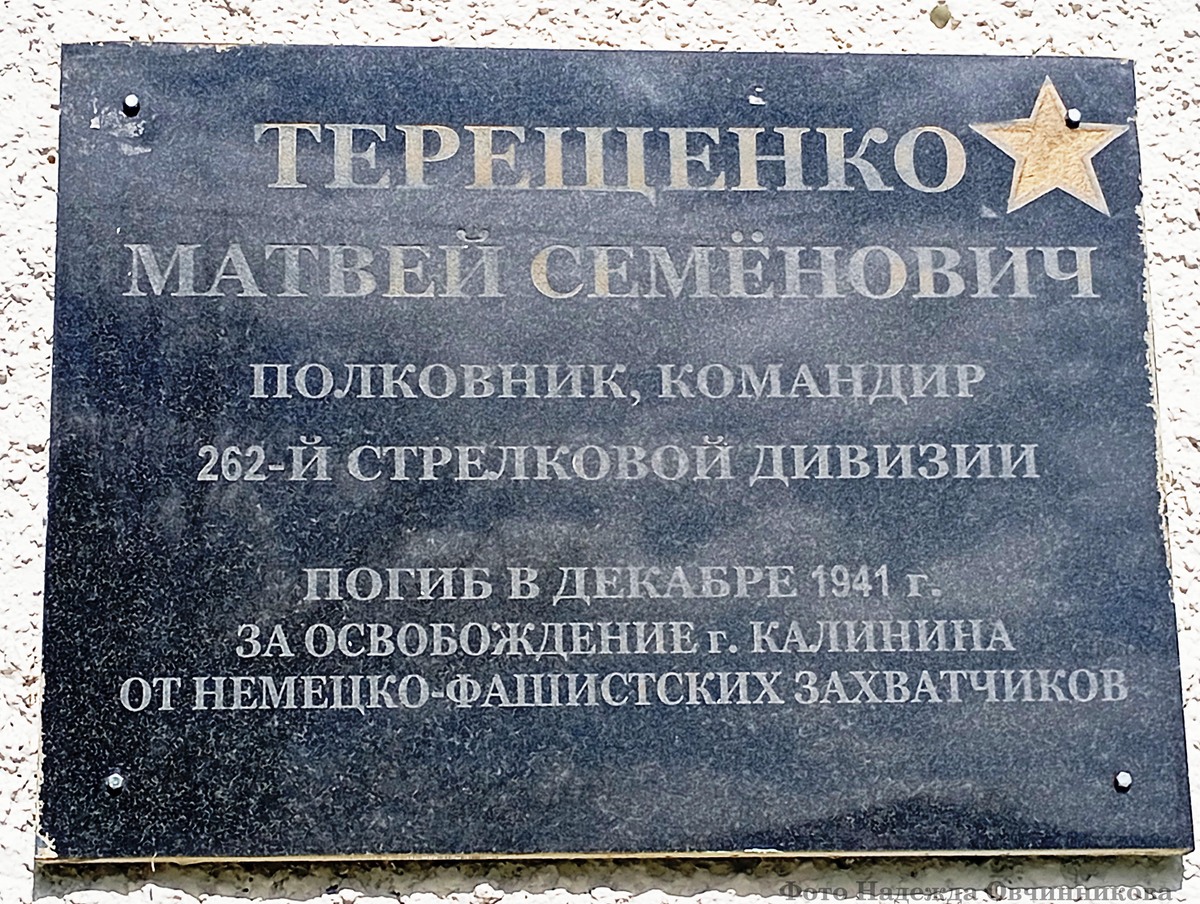 ТЕРЕЩЕНКО
МАТВЕЙ СЕМЁНОВИЧ
ПОЛКОВНИК, КОМАНДИР
262-Й СТРЕЛКОВОЙ ДИВИЗИИ
ПОГИБ В ДЕКАБРЕ 1941 г.
ЗА ОСВОБОЖДЕНИЕ г. КАЛИНИНА
ОТ НЕМЕЦКО-ФАШИСТСКИХ ЗАХВАТЧИКОВ
Фото Надежда Овчинникова